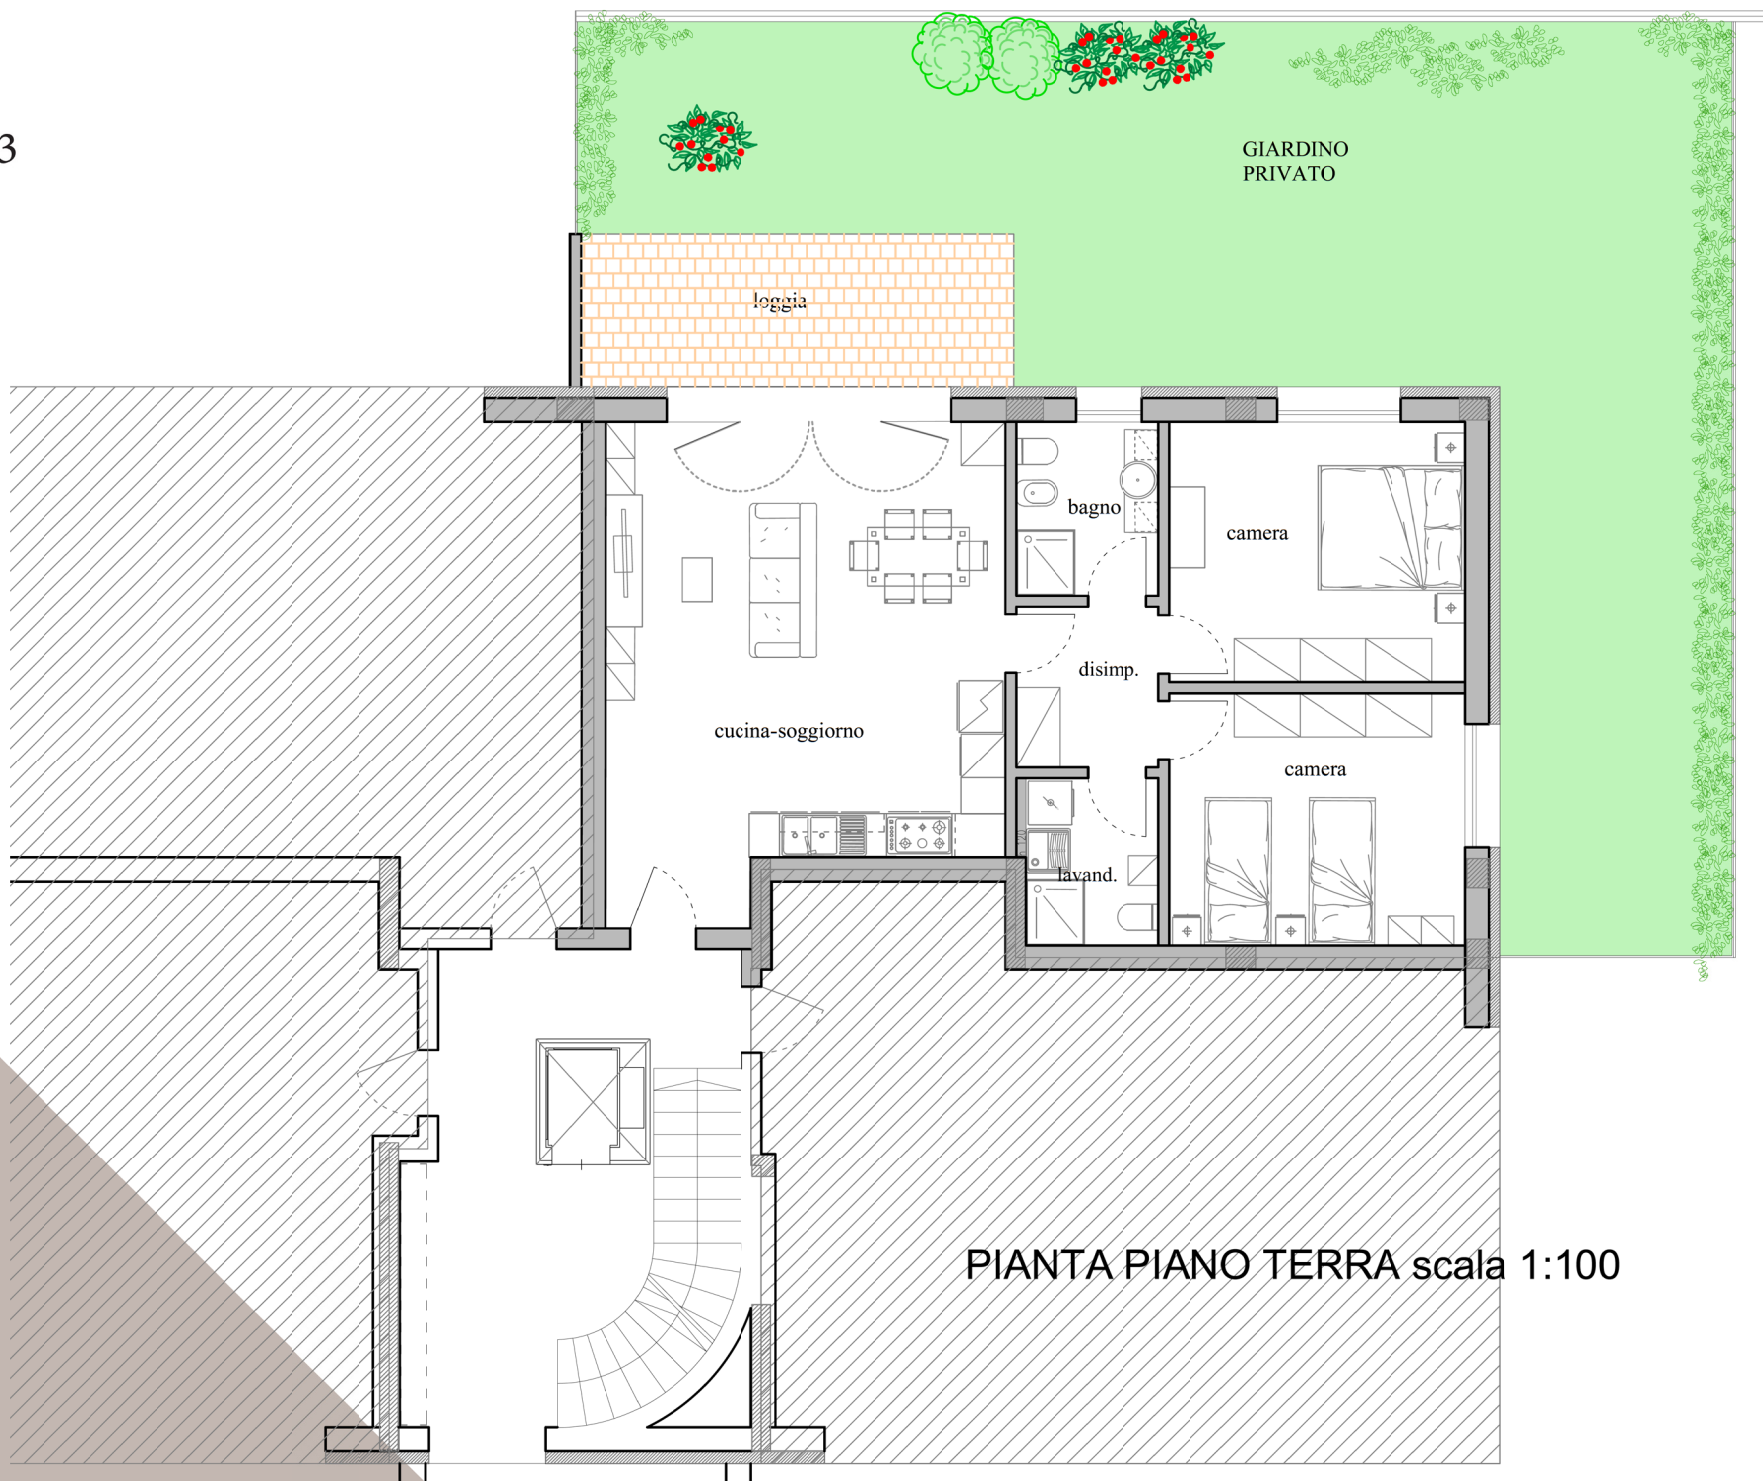 3
GIARDINO
PRIVATO
loggia
bagno
camera
disimp.
cucina-soggiorno
camera
lavand.
PIANTA PIANO TERRA scala 1:100